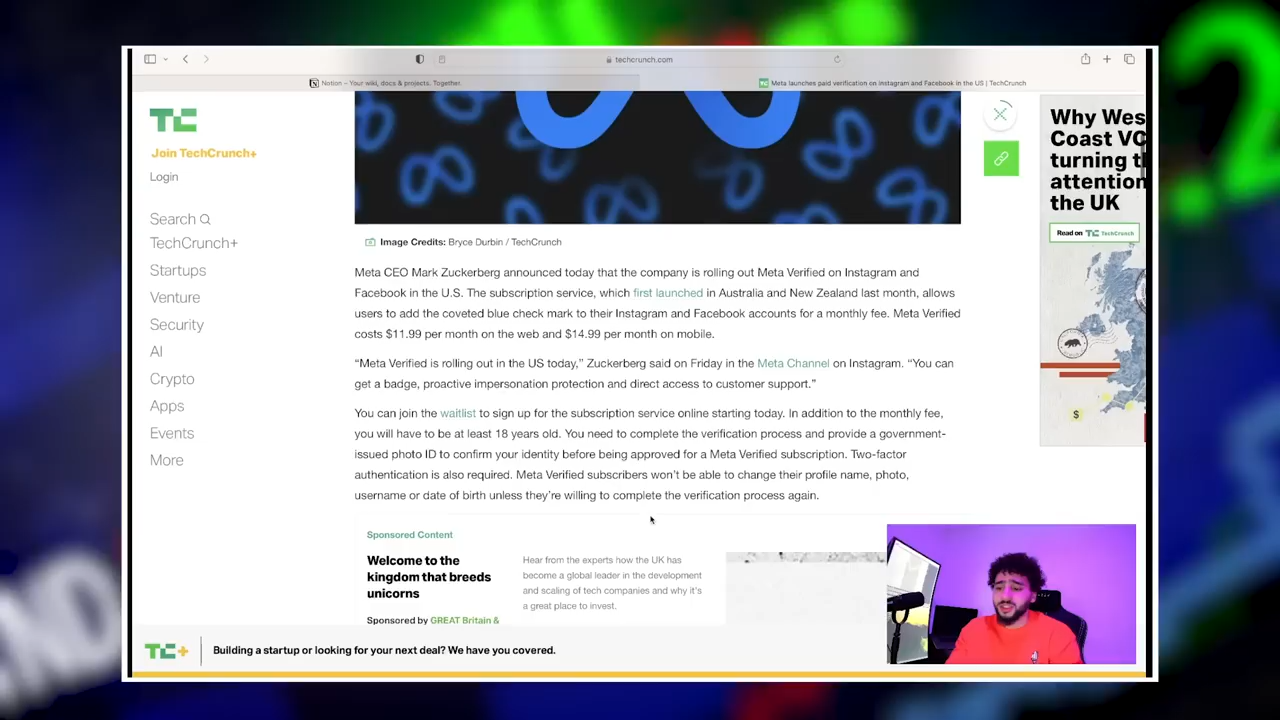 techcrunch.com
Notion – Your wiki, docs & projects. Together.
Meta launches paid verification on Instagram and Facebook in the US | TechCrunch
TC
Join TechCrunch+
Login
Search
TechCrunch+
Startups
Venture
Security
AI
Crypto
Apps
Events
More
Image Credits: Bryce Durbin / TechCrunch
Meta CEO Mark Zuckerberg announced today that the company is rolling out Meta Verified on Instagram and
Facebook in the U.S. The subscription service, which first launched in Australia and New Zealand last month, allows
users to add the coveted blue check mark to their Instagram and Facebook accounts for a monthly fee. Meta Verified
costs $11.99 per month on the web and $14.99 per month on mobile.
“Meta Verified is rolling out in the US today,” Zuckerberg said on Friday in the Meta Channel on Instagram. “You can
get a badge, proactive impersonation protection and direct access to customer support.”
You can join the waitlist to sign up for the subscription service online starting today. In addition to the monthly fee,
you will have to be at least 18 years old. You need to complete the verification process and provide a government-
issued photo ID to confirm your identity before being approved for a Meta Verified subscription. Two-factor
authentication is also required. Meta Verified subscribers won’t be able to change their profile name, photo,
username or date of birth unless they’re willing to complete the verification process again.
Sponsored Content
Welcome to the
kingdom that breeds
unicorns
Sponsored by GREAT Britain &
Hear from the experts how the UK has
become a global leader in the development
and scaling of tech companies and why it's
a great place to invest.
Why Wes
Coast VC
turning t
attention
the UK
Read on TC TechCrunch
$
TC+
Building a startup or looking for your next deal? We have you covered.